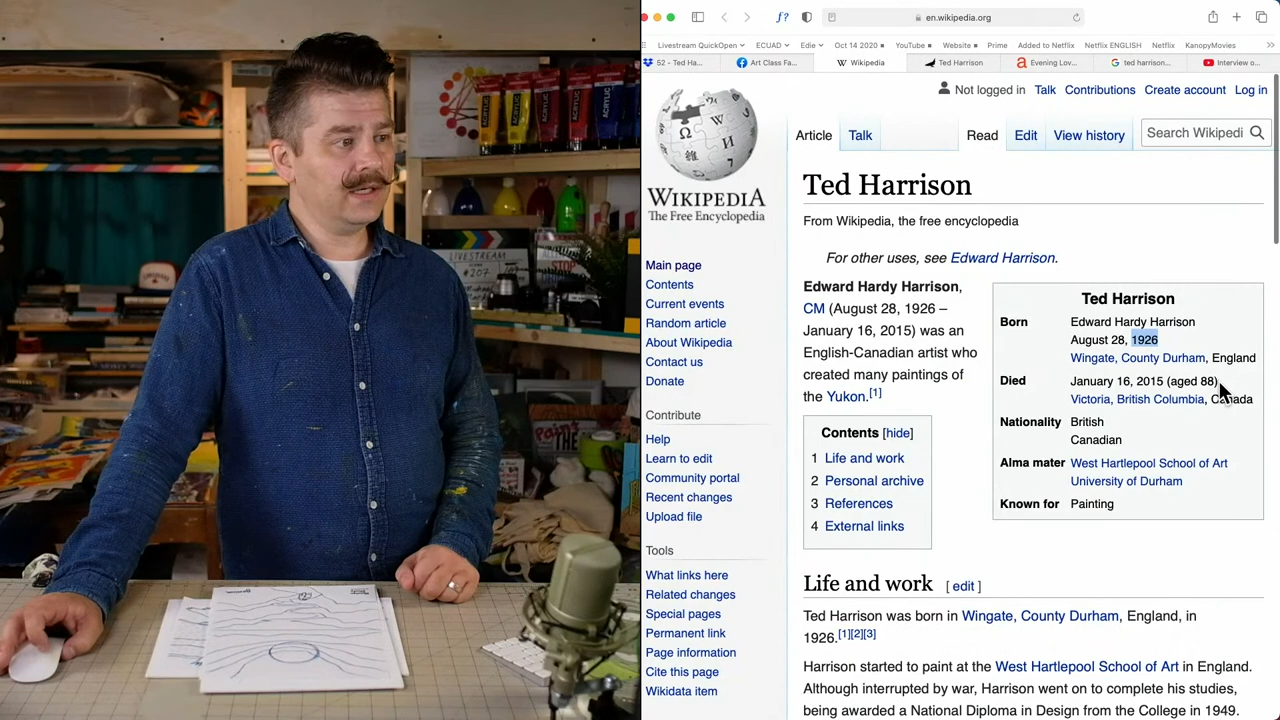 ACRYLIC
LIVESTREAM
#207
STOP
Paint
THE
en.wikipedia.org
Livestream QuickOpen
ECUAD
Edie
Oct 14 2020
YouTube
Website
Prime
Added to Netflix
Netflix ENGLISH
Netflix
KanopyMovies
52 - Ted Ha...
Art Class Fa...
Wikipedia
Ted Harrison
Evening Lov...
ted harrison...
Interview o...
Not logged in
Talk
Contributions
Create account
Log in
Article
Talk
Read
Edit
View history
Search Wikipedi
WIKIPEDIA
The Free Encyclopedia
Main page
Contents
Current events
Random article
About Wikipedia
Contact us
Donate
Contribute
Help
Learn to edit
Community portal
Recent changes
Upload file
Tools
What links here
Related changes
Special pages
Permanent link
Page information
Cite this page
Wikidata item
Ted Harrison
From Wikipedia, the free encyclopedia
For other uses, see Edward Harrison.
Edward Hardy Harrison,
CM (August 28, 1926 –
January 16, 2015) was an
English-Canadian artist who
created many paintings of
the Yukon.[1]
Ted Harrison
Born Edward Hardy Harrison
August 28, 1926
Wingate, County Durham, England
Died January 16, 2015 (aged 88)
Victoria, British Columbia, Canada
Nationality British
Canadian
Alma mater West Hartlepool School of Art
University of Durham
Known for Painting
Contents [hide]
1 Life and work
2 Personal archive
3 References
4 External links
Life and work [ edit ]
Ted Harrison was born in Wingate, County Durham, England, in
1926.[1][2][3]
Harrison started to paint at the West Hartlepool School of Art in England.
Although interrupted by war, Harrison went on to complete his studies,
being awarded a National Diploma in Design from the College in 1949.